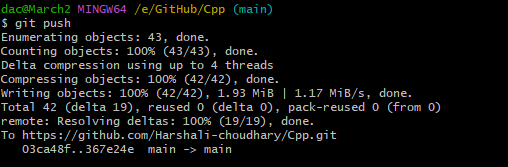 dac@March2 MINGW64 /e/GitHub/Cpp (main)
$ git push
Enumerating objects: 43, done.
Counting objects: 100% (43/43), done.
Delta compression using up to 4 threads
Compressing objects: 100% (42/42), done.
Writing objects: 100% (42/42), 1.93 MiB | 1.17 MiB/s, done.
Total 42 (delta 19), reused 0 (delta 0), pack-reused 0 (from 0)
remote: Resolving deltas: 100% (19/19), done.
To https://github.com/Harshali-choudhary/Cpp.git
   03ca48f..367e24e  main -> main